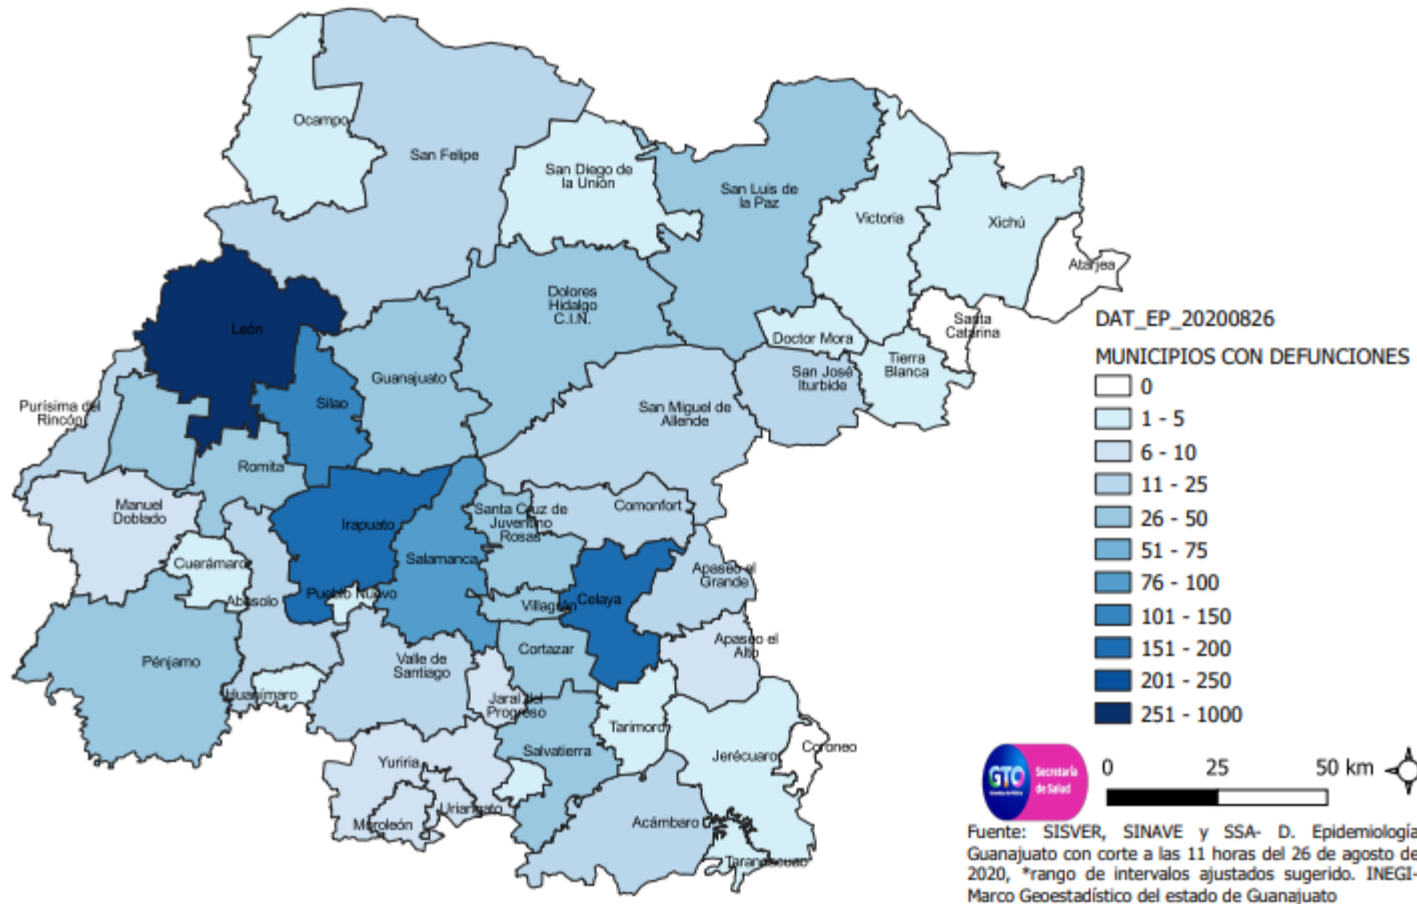 Ocampo
San Felipe
San Diego de
la Unión
San Luis de
la Paz
Victoria
Xichú
Atarjea
Dolores
Hidalgo
C.I.N.
Santa
Catarina
Doctor Mora
Tierra
Blanca
León
Guanajuato
San José
Iturbide
Purísima del
Rincón
Silao
San Miguel de
Allende
Romita
Manuel
Doblado
Irapuato
Santa Cruz de
Juventino
Rosas
Comonfort
Cuerámaro
Salamanca
Apaseo el
Grande
Abasolo
Pueblo Nuevo
Villagrán
Celaya
Pénjamo
Valle de
Santiago
Cortazar
Apaseo el
Alto
Huanímaro
Jaral del
Progreso
Tarimoro
Yuriria
Salvatierra
Jerécuaro
Coroneo
Moroleón
Uriangato
Acámbaro
Tarandacuao
DAT_EP_20200826
MUNICIPIOS CON DEFUNCIONES
0
1 - 5
6 - 10
11 - 25
26 - 50
51 - 75
76 - 100
101 - 150
151 - 200
201 - 250
251 - 1000
GTO
Secretaría
de Salud
0 25 50 km
Fuente: SISVER, SINAVE y SSA- D. Epidemiología
Guanajuato con corte a las 11 horas del 26 de agosto de
2020, *rango de intervalos ajustados sugerido. INEGI-
Marco Geoestadístico del estado de Guanajuato